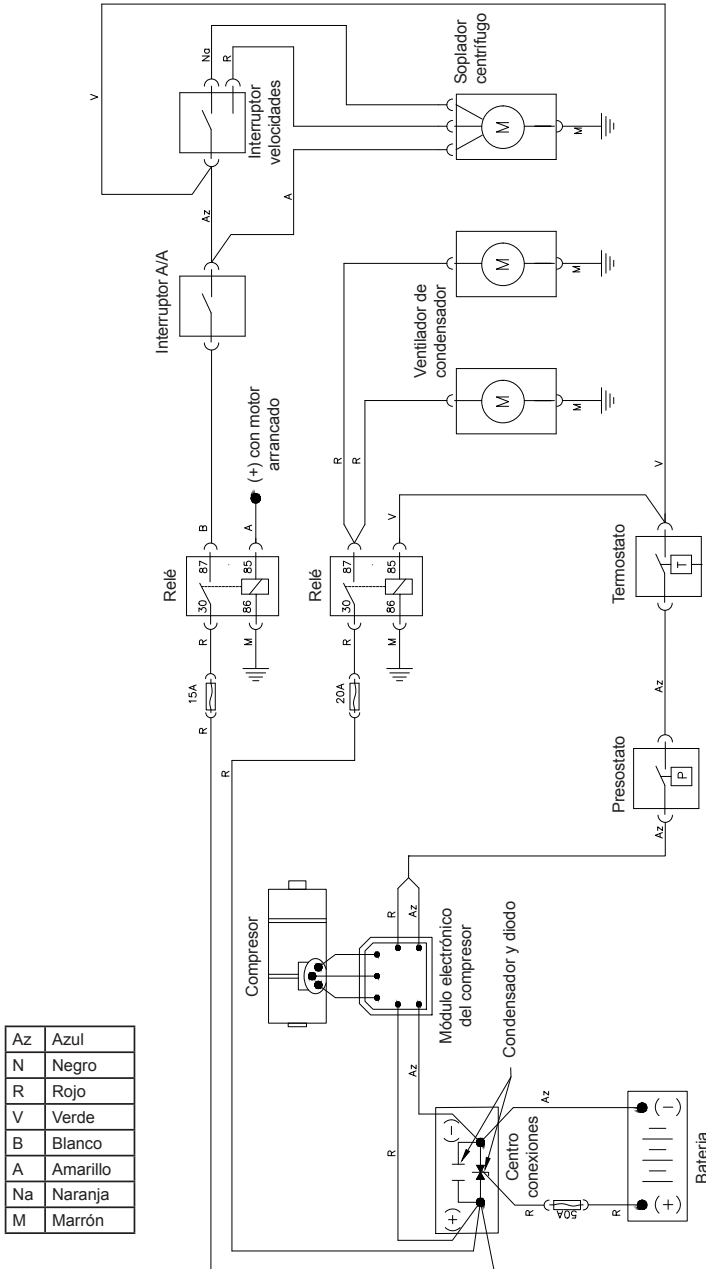 V
Na
R
Interruptor
velocidades
Soplador
centrífugo
M
M
Az
A
Interruptor A/A
Ventilador de
condensador
M
M
M
M
(+) con motor
arrancado
B
A
R
R
V
V
Relé
30
87
86
85
Relé
30
87
86
85
R
M
R
M
15A
20A
R
R
Termostato
T
Az
Presostato
P
Az
Compresor
R
Az
Módulo electrónico
del compresor
Condensador y diodo
R
Az
(+)
(-)
Centro
conexiones
Az
R
50A
R
(+)
(-)
Bateria
Az Azul
N Negro
R Rojo
V Verde
B Blanco
A Amarillo
Na Naranja
M Marrón